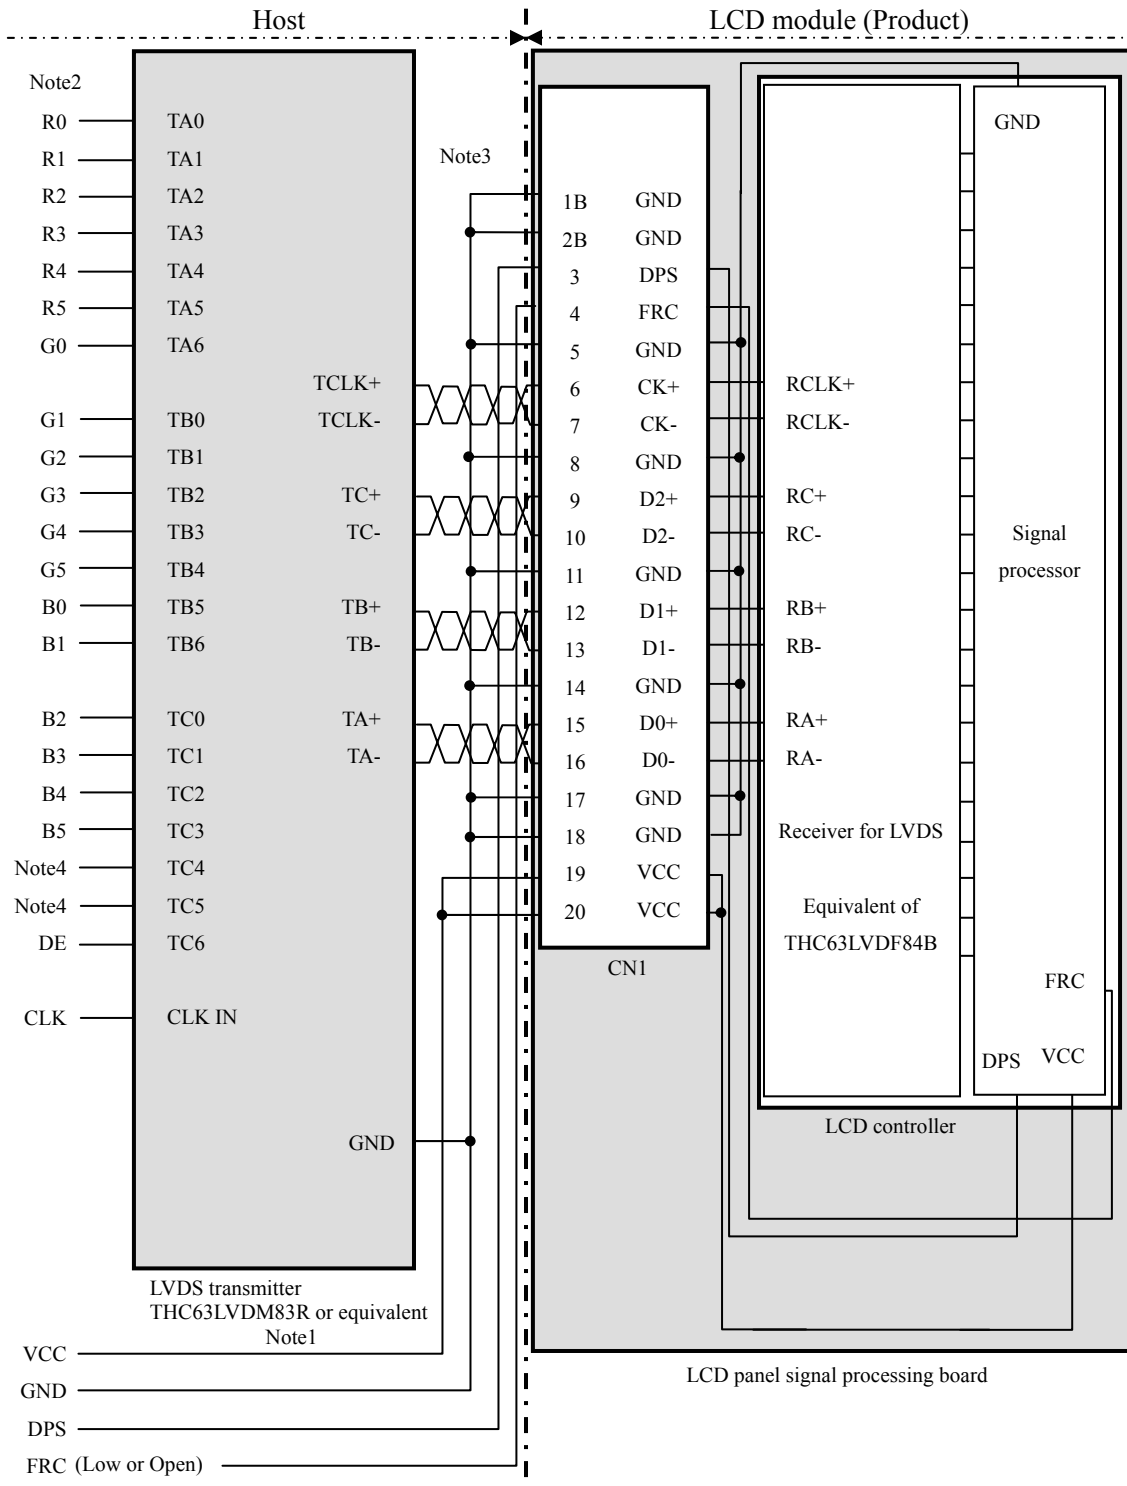 Host LCD module (Product)
Note2
R0 TA0
R1 TA1
Note3
R2 TA2
R3 TA3
R4 TA4
R5 TA5
G0 TA6
TCLK+
G1 TB0 TCLK-
G2 TB1
G3 TB2 TC+
G4 TB3 TC-
G5 TB4
B0 TB5 TB+
B1 TB6 TB-
B2 TC0 TA+
B3 TC1 TA-
B4 TC2
B5 TC3
Note4 TC4
Note4 TC5
DE TC6
CLK CLK IN
GND
LVDS transmitter
THC63LVDM83R or equivalent
Note1
VCC
GND
DPS
FRC (Low or Open)
1B GND
2B GND
3 DPS
4 FRC
5 GND
6 CK+
7 CK-
8 GND
9 D2+
10 D2-
11 GND
12 D1+
13 D1-
14 GND
15 D0+
16 D0-
17 GND
18 GND
19 VCC
20 VCC
CN1
RCLK+
RCLK-
RC+
RC-
RB+
RB-
RA+
RA-
Receiver for LVDS
Equivalent of
THC63LVDF84B
GND
Signal
processor
FRC
DPS VCC
LCD controller
LCD panel signal processing board